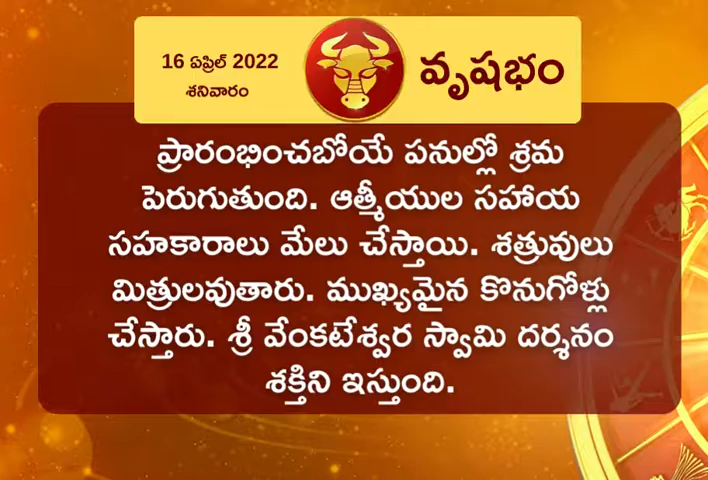 16 ఏప్రిల్ 2022
శనివారం
వృషభం
ప్రారంభించబోయే పనుల్లో శ్రమ
పెరుగుతుంది. ఆత్మీయుల సహాయ
సహకారాలు మేలు చేస్తాయి. శత్రువులు
మిత్రులవుతారు. ముఖ్యమైన కొనుగోళ్లు
చేస్తారు. శ్రీ వేంకటేశ్వర స్వామి దర్శనం
శక్తిని ఇస్తుంది.